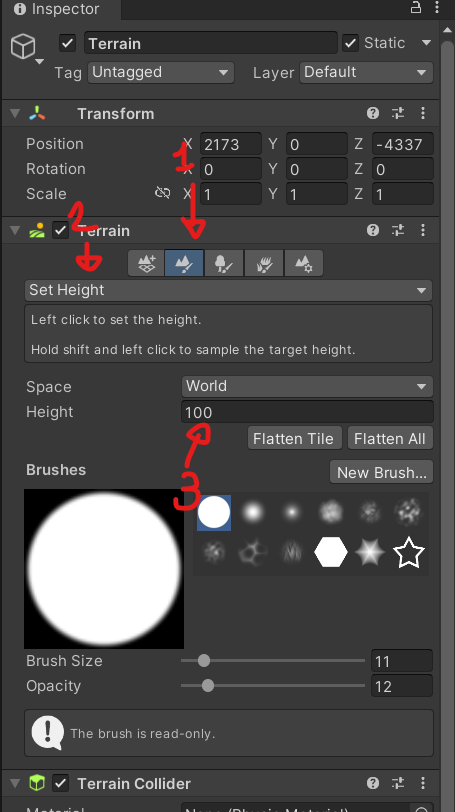 Inspector
Terrain
Static
Tag Untagged Layer Default
Transform
Position X 2173 Y 0 Z -4337
1
Rotation X 0 Y 0 Z 0
Scale X 1 Y 1 Z 1
2
Terrain
Set Height
Left click to set the height.
Hold shift and left click to sample the target height.
Space World
Height 100
Flatten Tile Flatten All
3
Brushes New Brush...
Brush Size 11
Opacity 12
The brush is read-only.
Terrain Collider